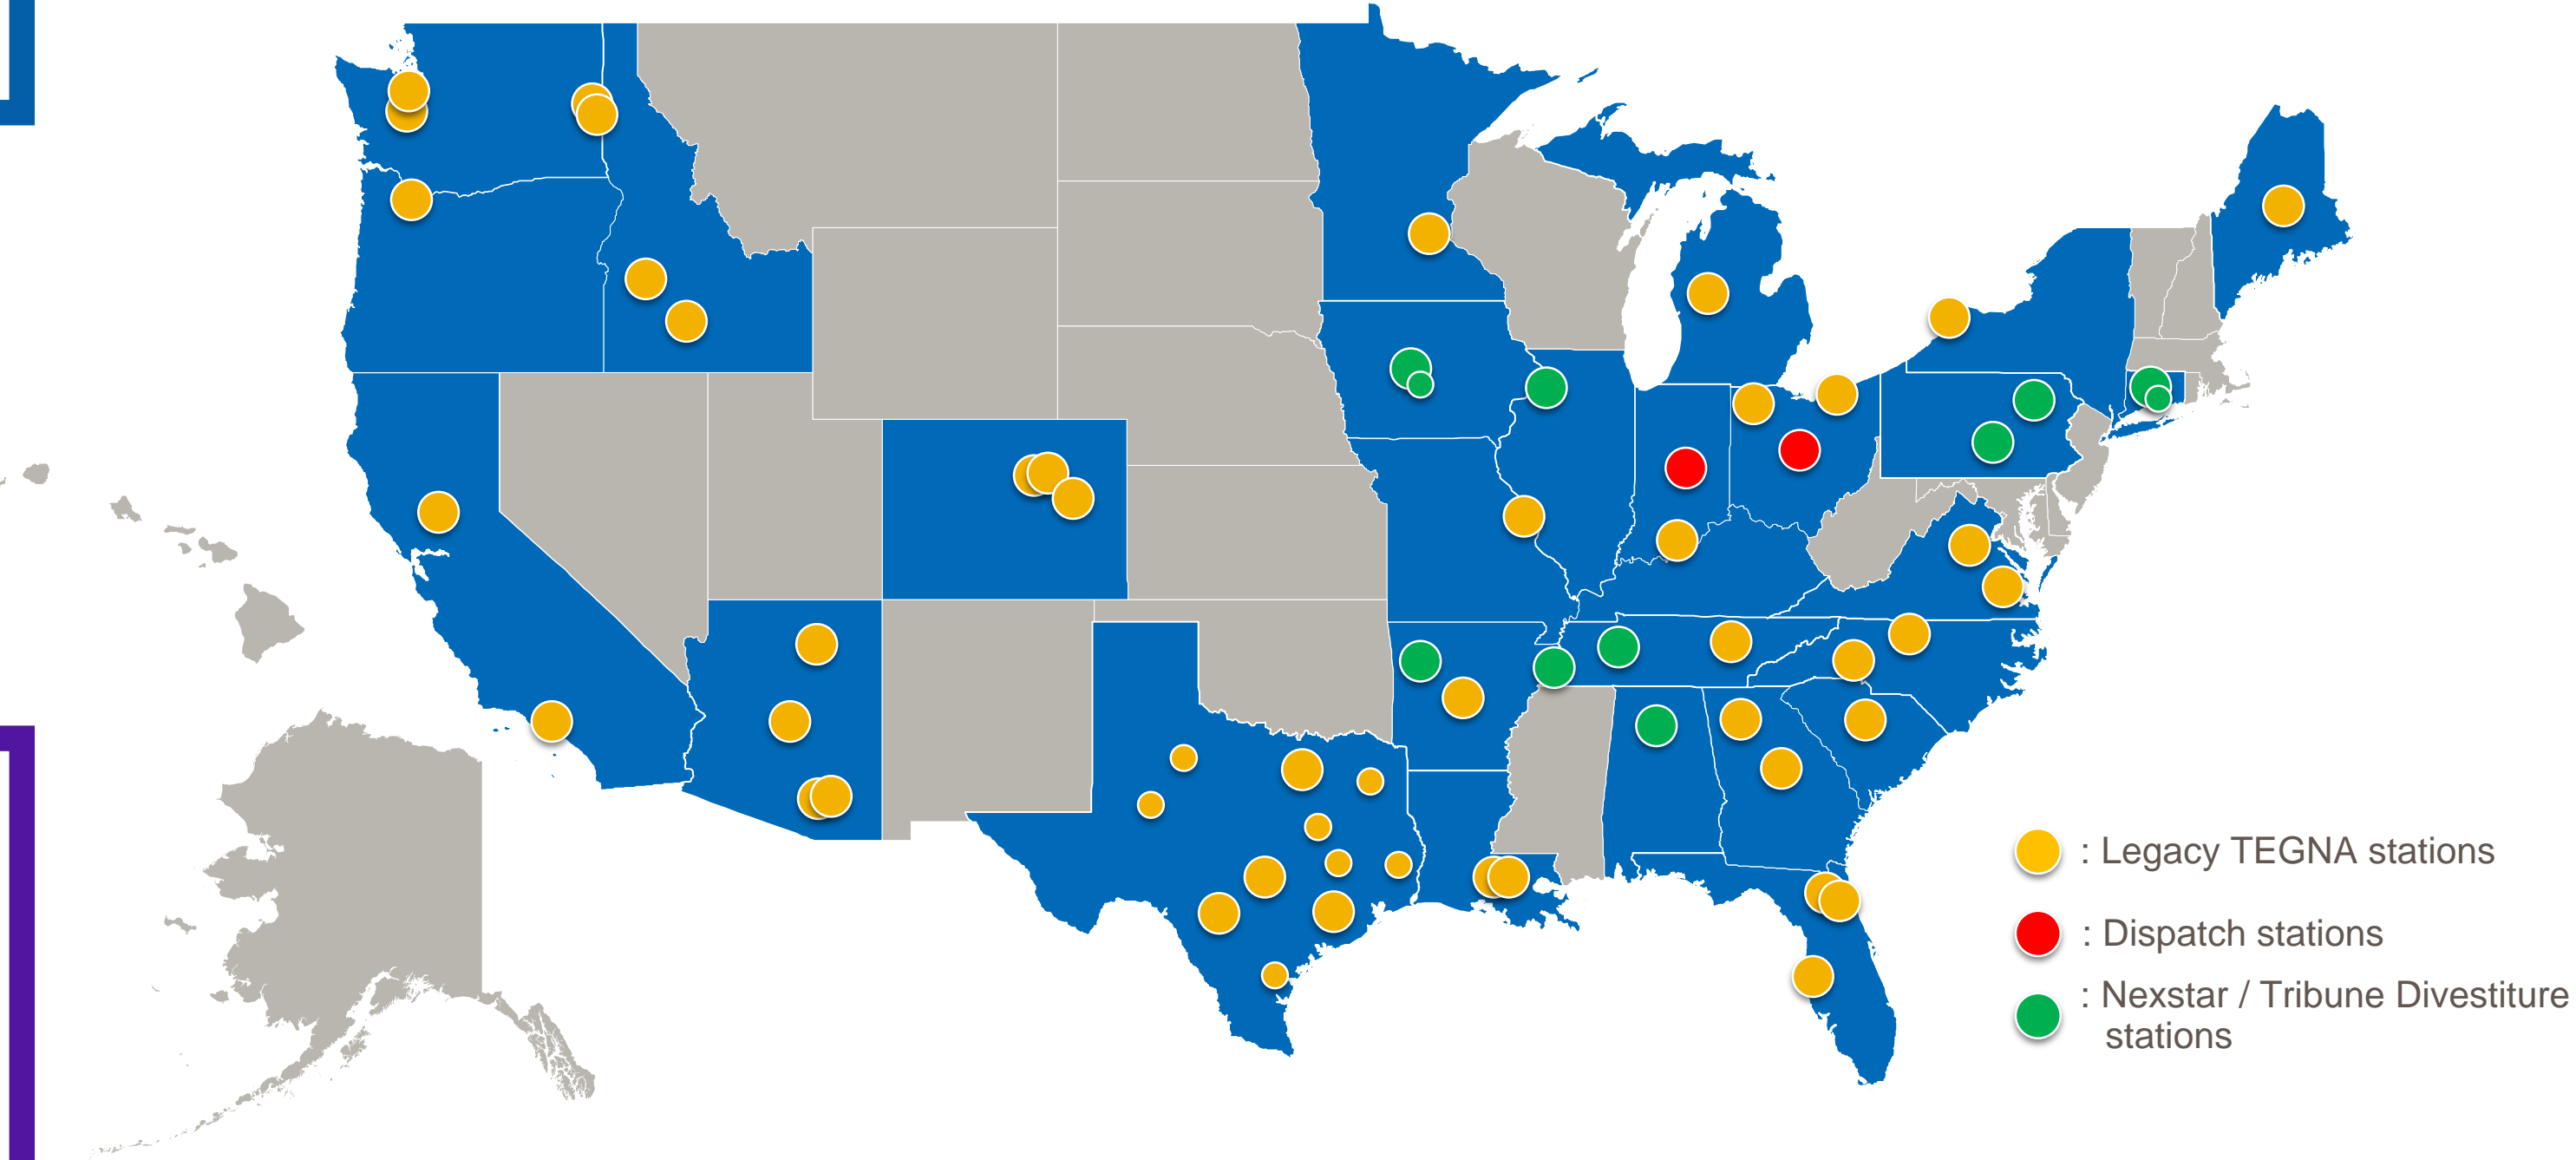 : Legacy TEGNA stations
: Dispatch stations
: Nexstar / Tribune Divestiture
stations